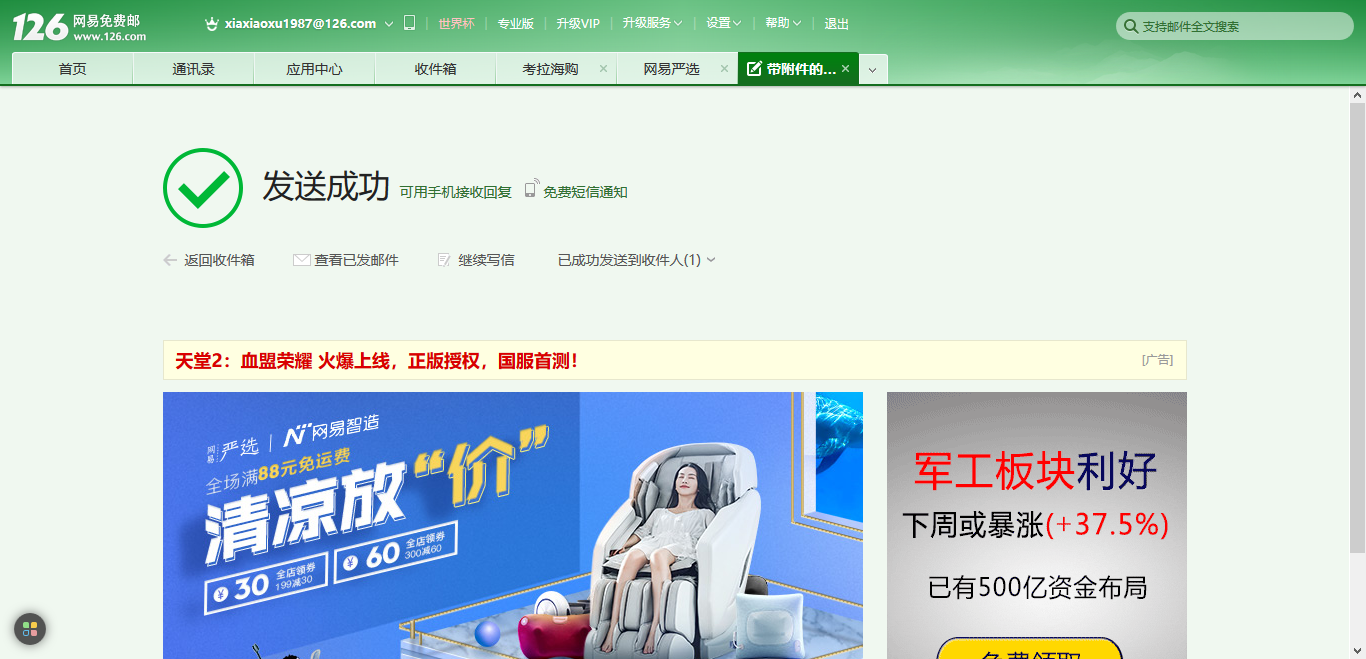 126 网易免费邮
www.126.com
xiaxiaoxu1987@126.com
世界杯 专业版 升级VIP 升级服务 设置 帮助 退出
支持邮件全文搜索
首页 通讯录 应用中心 收件箱 考拉海购 × 网易严选 × 带附件的... ×
发送成功 可用手机接收回复 免费短信通知
返回收件箱 查看已发邮件 继续写信 已成功发送到收件人(1)
天堂2：血盟荣耀 火爆上线，正版授权，国服首测！ [广告]
网易严选 | 网易智造
全场满88元免运费
清凉放“价”
¥30 全店领券 199减30
¥60 全店领券 300减60
军工板块利好
下周或暴涨(+37.5%)
已有500亿资金布局
免费领取